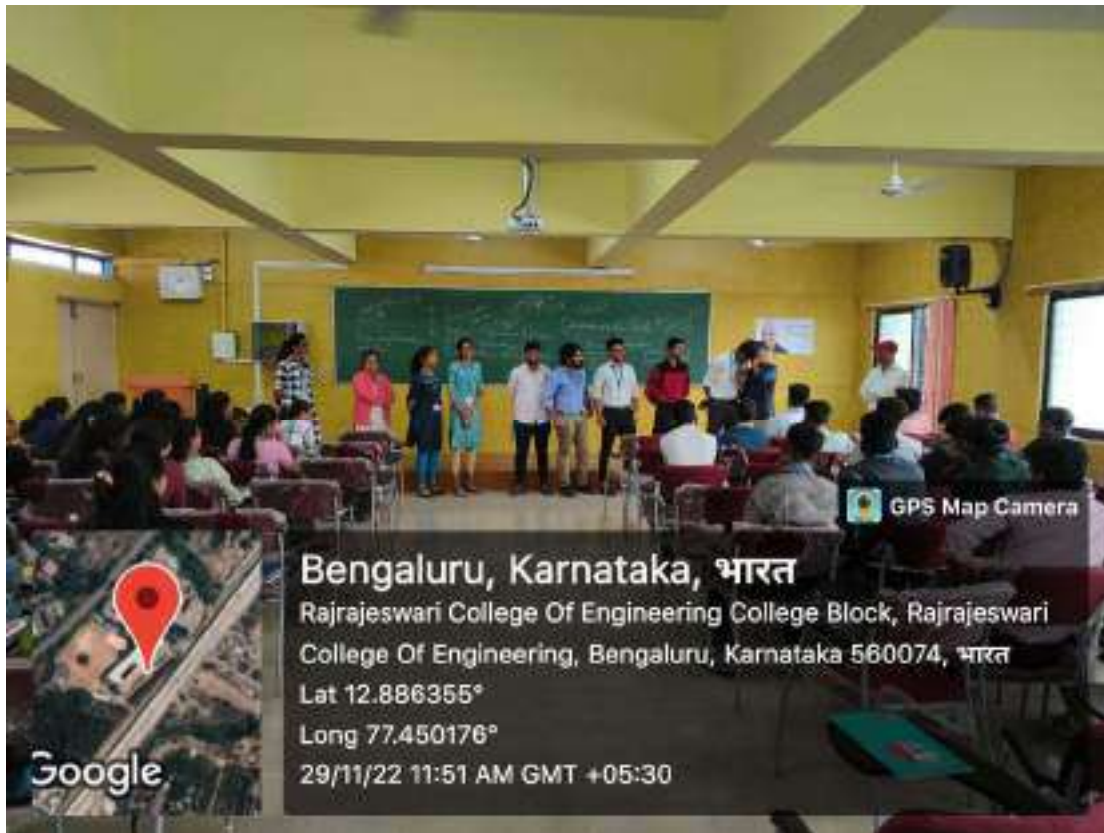 GPS Map Camera
Bengaluru, Karnataka, भारत
Rajrajeswari College Of Engineering College Block, Rajrajeswari
College Of Engineering, Bengaluru, Karnataka 560074, भारत
Lat 12.886355°
Long 77.450176°
29/11/22 11:51 AM GMT +05:30
Google